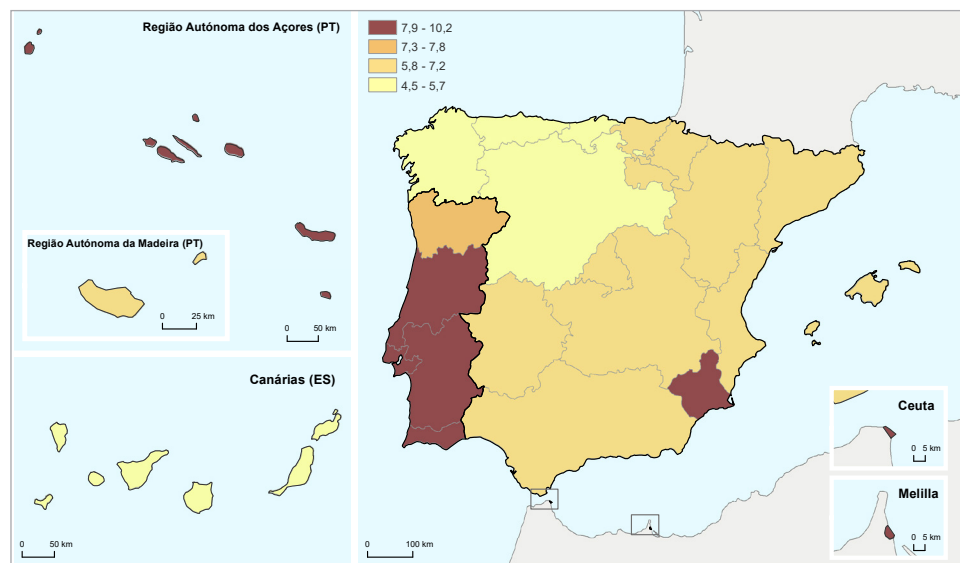 Região Autónoma dos Açores (PT)
7,9 - 10,2
7,3 - 7,8
5,8 - 7,2
4,5 - 5,7
Região Autónoma da Madeira (PT)
0 25 km
0 50 km
Canárias (ES)
0 50 km
0 100 km
Ceuta
0 5 km
Melilla
0 5 km